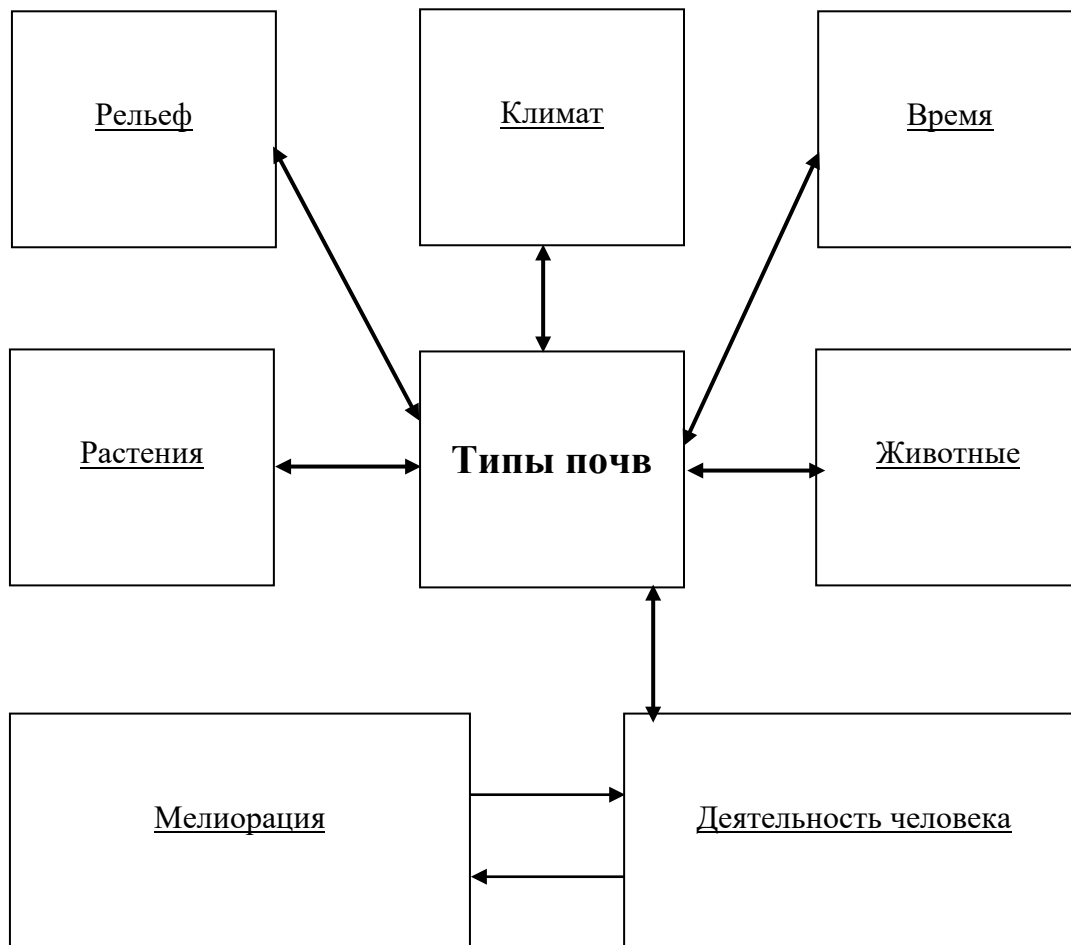 Рельеф
Климат
Время
Растения
Типы почв
Животные
Мелиорация
Деятельность человека